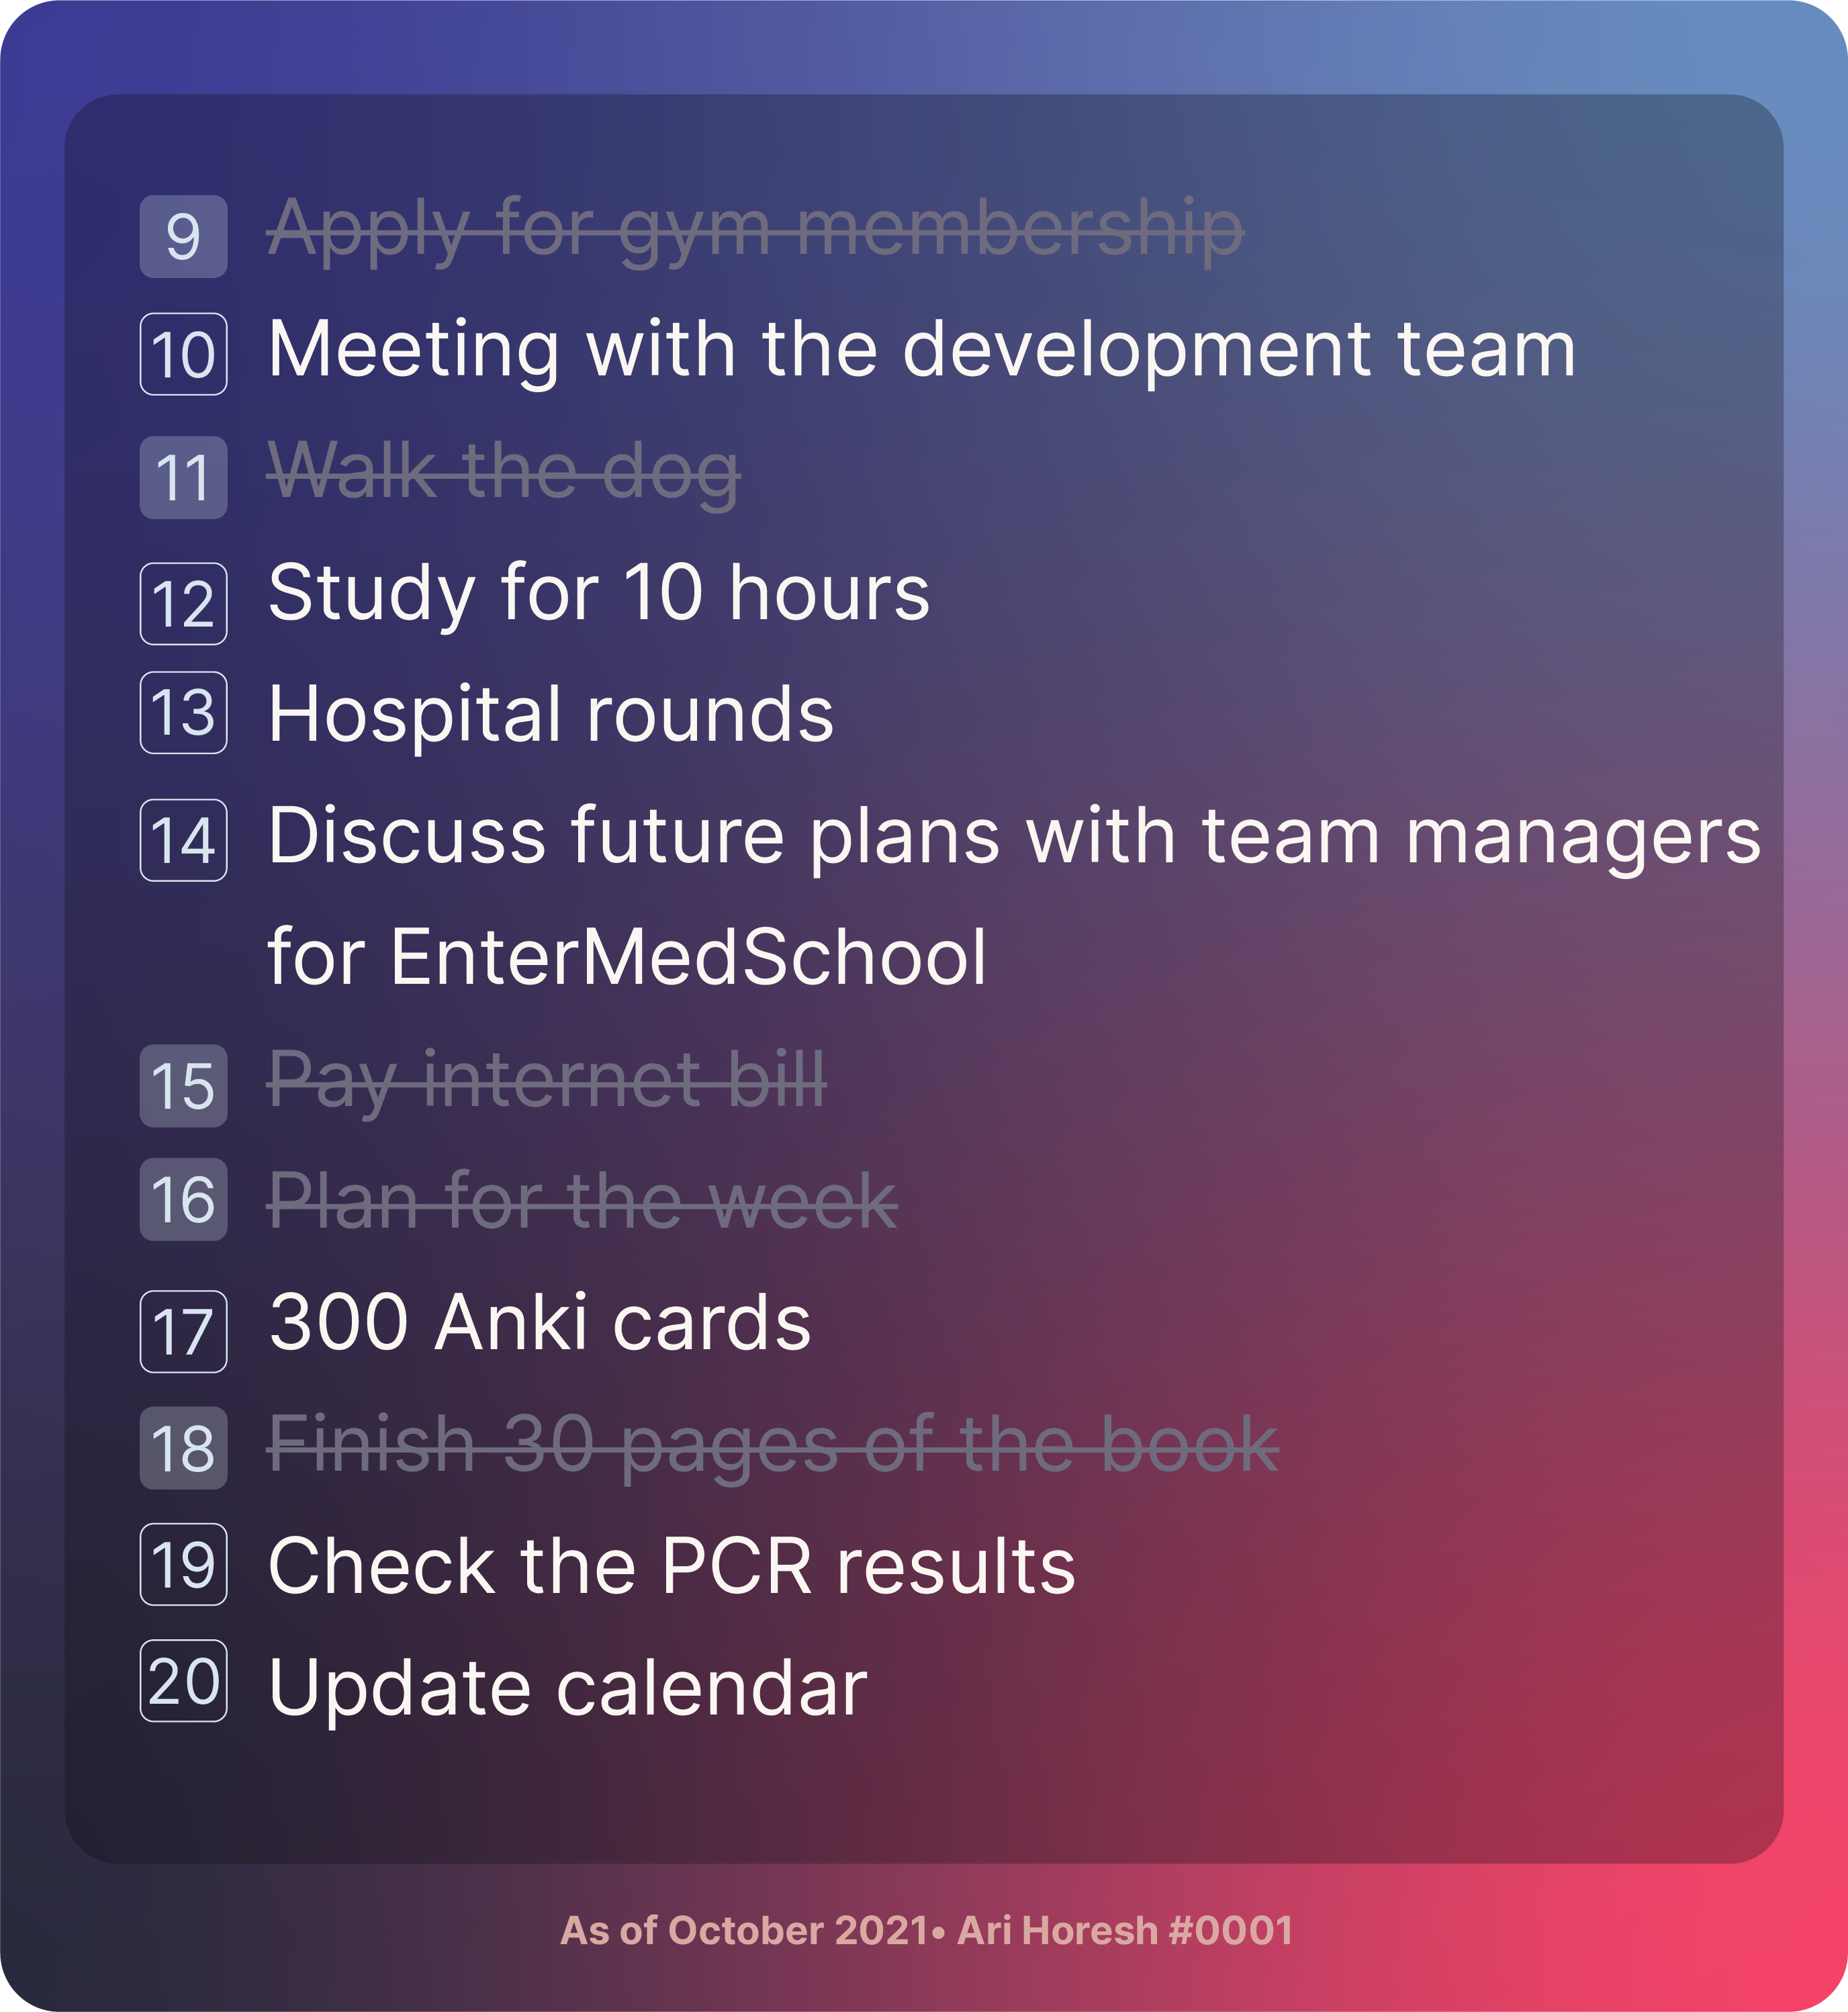 9 Apply for gym membership
10 Meeting with the development team
11 Walk the dog
12 Study for 10 hours
13 Hospital rounds
14 Discuss future plans with team managers
for EnterMedSchool
15 Pay internet bill
16 Plan for the week
17 300 Anki cards
18 Finish 30 pages of the book
19 Check the PCR results
20 Update calendar
As of October 2021• Ari Horesh #0001